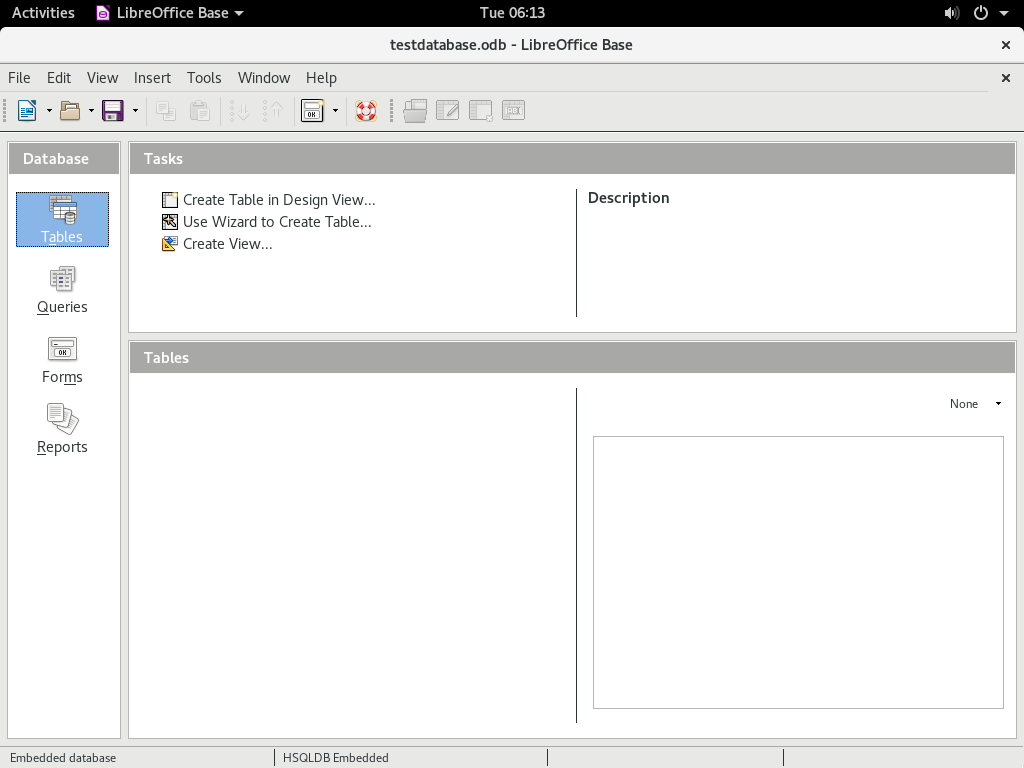 Activities LibreOffice Base Tue 06:13
testdatabase.odb - LibreOffice Base
File Edit View Insert Tools Window Help
Database
Tables
Queries
Forms
Reports
Tasks
Create Table in Design View...
Use Wizard to Create Table...
Create View...
Description
Tables
None
Embedded database HSQLDB Embedded